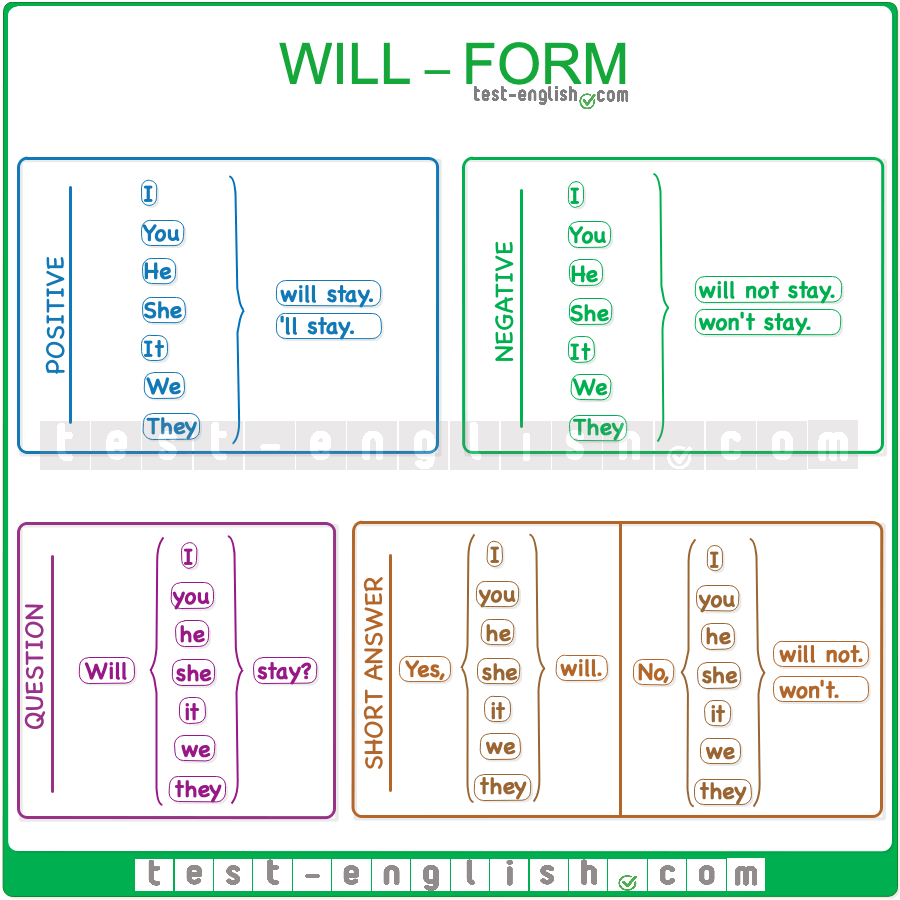 WILL – FORM
test-english.com
POSITIVE
I
You
He
She
It
We
They
will stay.
'll stay.
NEGATIVE
I
You
He
She
It
We
They
will not stay.
won't stay.
test-english.com
QUESTION
Will
I
you
he
she
it
we
they
stay?
SHORT ANSWER
Yes,
I
you
he
she
it
we
they
will.
No,
I
you
he
she
it
we
they
will not.
won't.
test-english.com